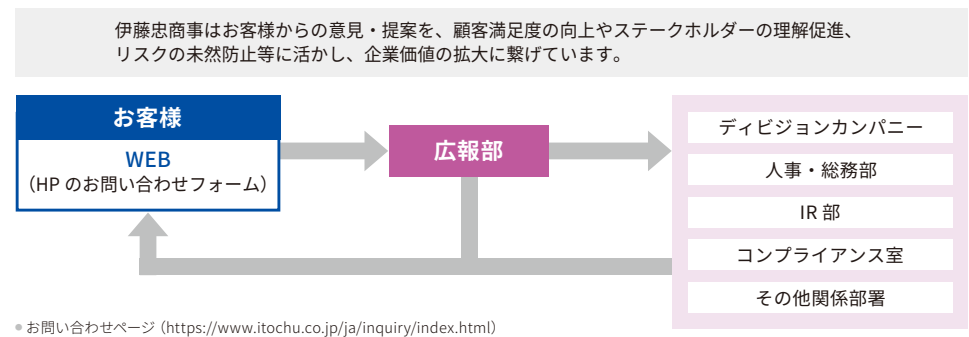 伊藤忠商事はお客様からの意見・提案を、顧客満足度の向上やステークホルダーの理解促進、
リスクの未然防止等に活かし、企業価値の拡大に繋げています。
お客様
WEB
（HP のお問い合わせフォーム）
広報部
ディビジョンカンパニー
人事・総務部
IR 部
コンプライアンス室
その他関係部署
● お問い合わせページ（https://www.itochu.co.jp/ja/inquiry/index.html）